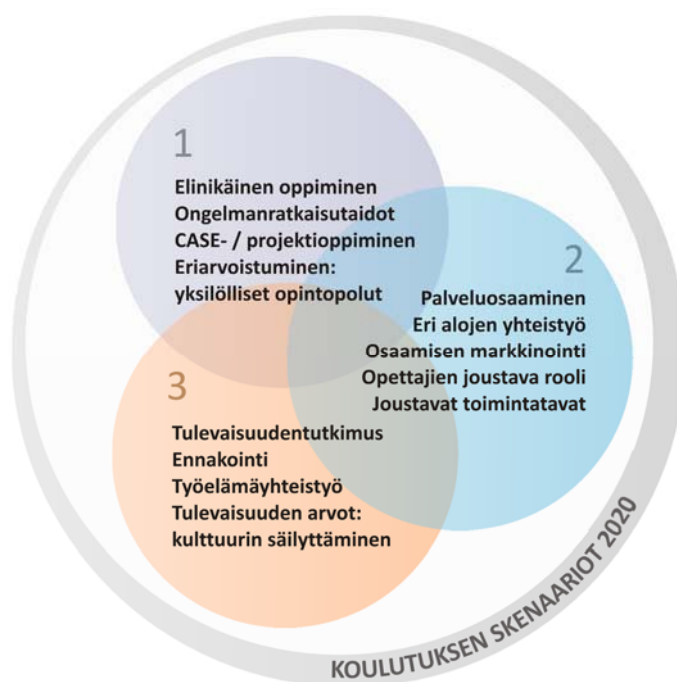 1
Elinikäinen oppiminen
Ongelmanratkaisutaidot
CASE- / projektioppiminen
Eriarvoistuminen:
yksilölliset opintopolut
2
Palveluosaaminen
Eri alojen yhteistyö
Osaamisen markkinointi
Opettajien joustava rooli
Joustavat toimintatavat
3
Tulevaisuudentutkimus
Ennakointi
Työelämäyhteistyö
Tulevaisuuden arvot:
kulttuurin säilyttäminen
KOULUTUKSEN SKENAARIOT 2020